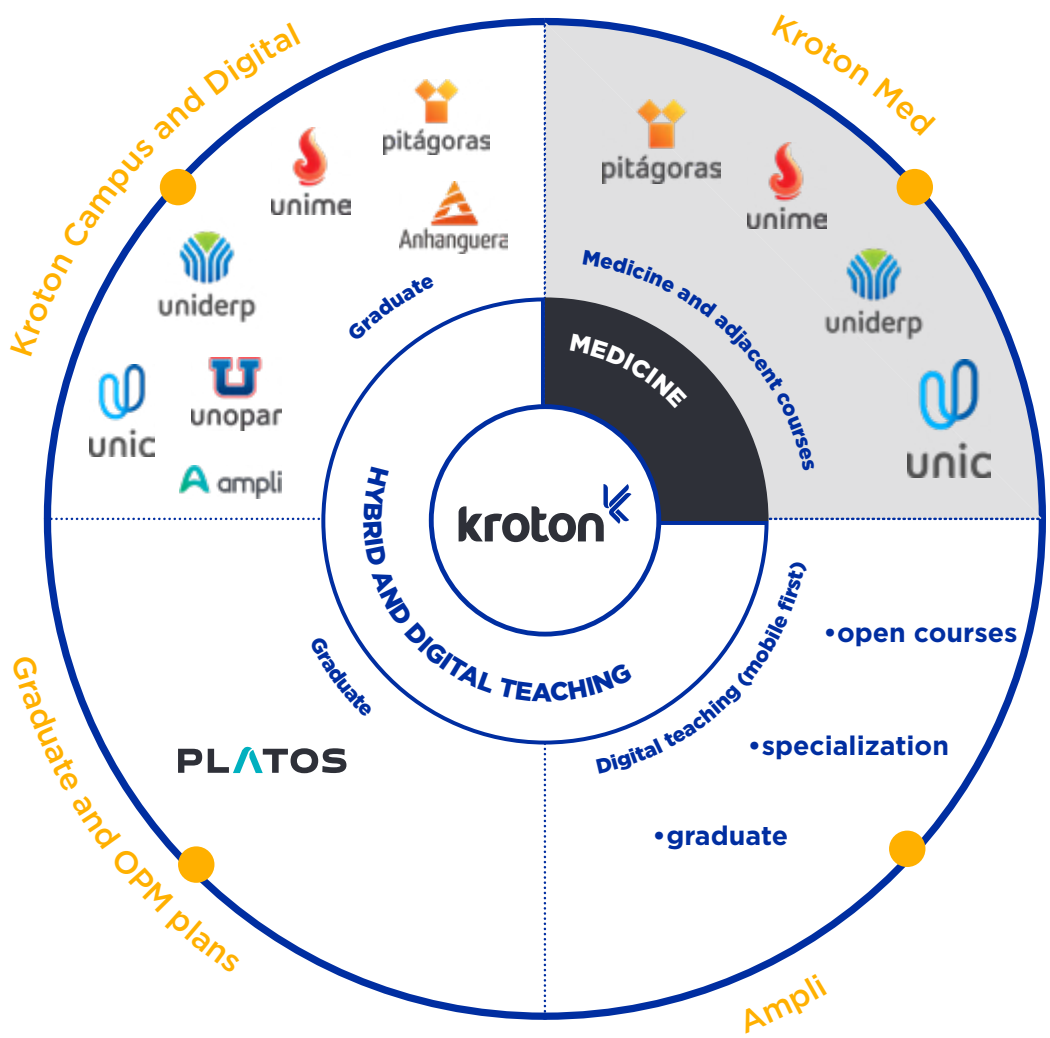 Kroton Campus and Digital
pitágoras
unime
Anhanguera
uniderp
unopar
unic
ampli
Graduate
Kroton Med
pitágoras
unime
uniderp
unic
Medicine and adjacent courses
MEDICINE
kroton
HYBRID AND DIGITAL TEACHING
Graduate
PLATOS
Graduate and OPM plans
Digital teaching (mobile first)
•open courses
•specialization
•graduate
Ampli